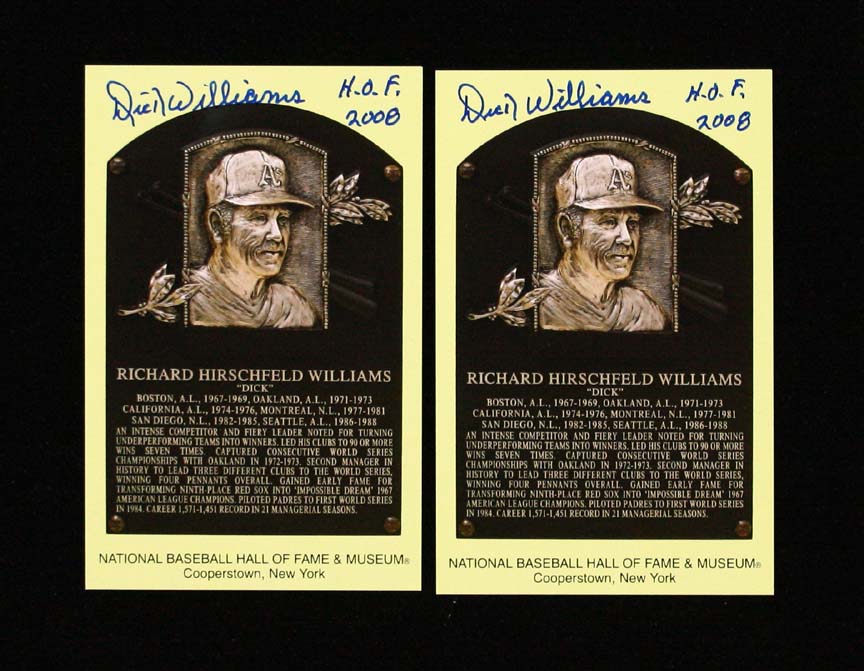 Dick Williams H.O.F.
2008
A's
RICHARD HIRSCHFELD WILLIAMS
"DICK"
BOSTON, A.L., 1967-1969, OAKLAND, A.L., 1971-1973
CALIFORNIA, A.L., 1974-1976, MONTREAL, N.L., 1977-1981
SAN DIEGO, N.L., 1982-1985, SEATTLE, A.L., 1986-1988
AN INTENSE COMPETITOR AND FIERY LEADER NOTED FOR TURNING
UNDERPERFORMING TEAMS INTO WINNERS. LED HIS CLUBS TO 90 OR MORE
WINS SEVEN TIMES. CAPTURED CONSECUTIVE WORLD SERIES
CHAMPIONSHIPS WITH OAKLAND IN 1972-1973. SECOND MANAGER IN
HISTORY TO LEAD THREE DIFFERENT CLUBS TO THE WORLD SERIES,
WINNING FOUR PENNANTS OVERALL. GAINED EARLY FAME FOR
TRANSFORMING NINTH-PLACE RED SOX INTO 'IMPOSSIBLE DREAM' 1967
AMERICAN LEAGUE CHAMPIONS. PILOTED PADRES TO FIRST WORLD SERIES
IN 1984. CAREER 1,571-1,451 RECORD IN 21 MANAGERIAL SEASONS.
NATIONAL BASEBALL HALL OF FAME & MUSEUM®
Cooperstown, New York
Dick Williams H.O.F.
2008
A's
RICHARD HIRSCHFELD WILLIAMS
"DICK"
BOSTON, A.L., 1967-1969, OAKLAND, A.L., 1971-1973
CALIFORNIA, A.L., 1974-1976, MONTREAL, N.L., 1977-1981
SAN DIEGO, N.L., 1982-1985, SEATTLE, A.L., 1986-1988
AN INTENSE COMPETITOR AND FIERY LEADER NOTED FOR TURNING
UNDERPERFORMING TEAMS INTO WINNERS. LED HIS CLUBS TO 90 OR MORE
WINS SEVEN TIMES. CAPTURED CONSECUTIVE WORLD SERIES
CHAMPIONSHIPS WITH OAKLAND IN 1972-1973. SECOND MANAGER IN
HISTORY TO LEAD THREE DIFFERENT CLUBS TO THE WORLD SERIES,
WINNING FOUR PENNANTS OVERALL. GAINED EARLY FAME FOR
TRANSFORMING NINTH-PLACE RED SOX INTO 'IMPOSSIBLE DREAM' 1967
AMERICAN LEAGUE CHAMPIONS. PILOTED PADRES TO FIRST WORLD SERIES
IN 1984. CAREER 1,571-1,451 RECORD IN 21 MANAGERIAL SEASONS.
NATIONAL BASEBALL HALL OF FAME & MUSEUM®
Cooperstown, New York